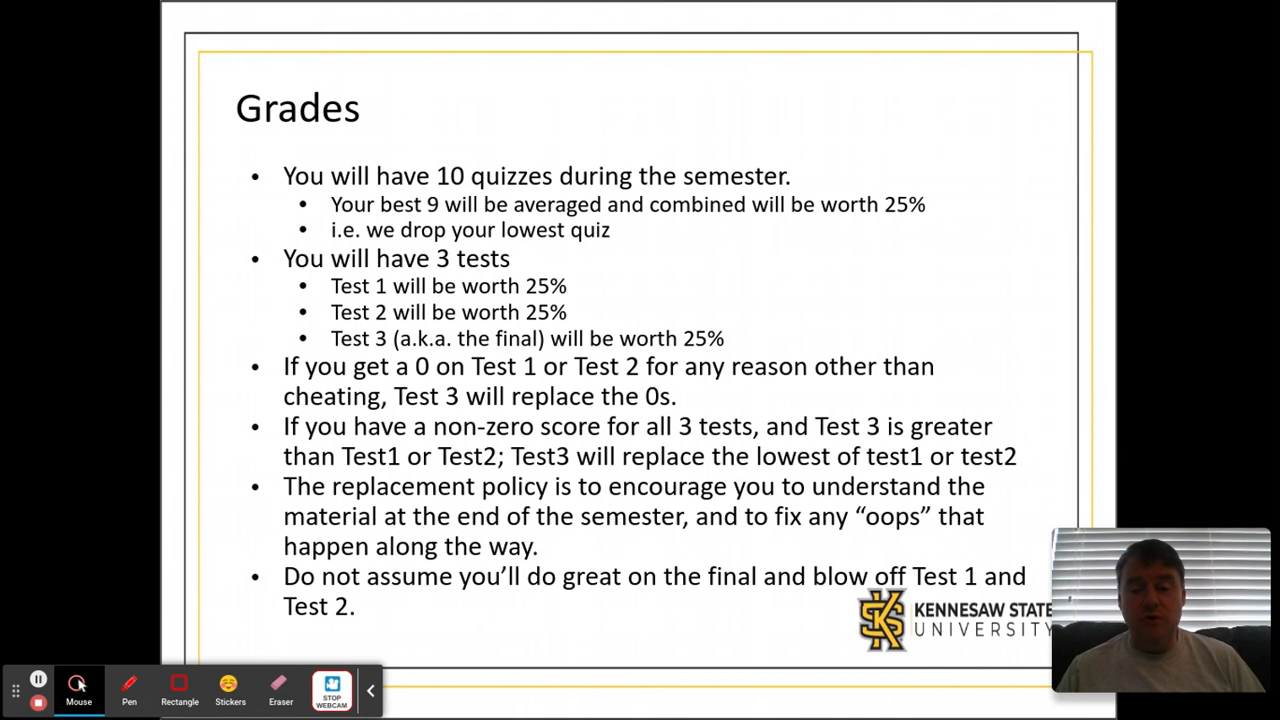 Grades
• You will have 10 quizzes during the semester.
• Your best 9 will be averaged and combined will be worth 25%
• i.e. we drop your lowest quiz
• You will have 3 tests
• Test 1 will be worth 25%
• Test 2 will be worth 25%
• Test 3 (a.k.a. the final) will be worth 25%
• If you get a 0 on Test 1 or Test 2 for any reason other than
cheating, Test 3 will replace the 0s.
• If you have a non-zero score for all 3 tests, and Test 3 is greater
than Test1 or Test2; Test3 will replace the lowest of test1 or test2
• The replacement policy is to encourage you to understand the
material at the end of the semester, and to fix any “oops” that
happen along the way.
• Do not assume you’ll do great on the final and blow off Test 1 and
Test 2.
KS
KENNESAW STATE
UNIVERSITY
Mouse
Pen
Rectangle
Stickers
Eraser
STOP
WEBCAM